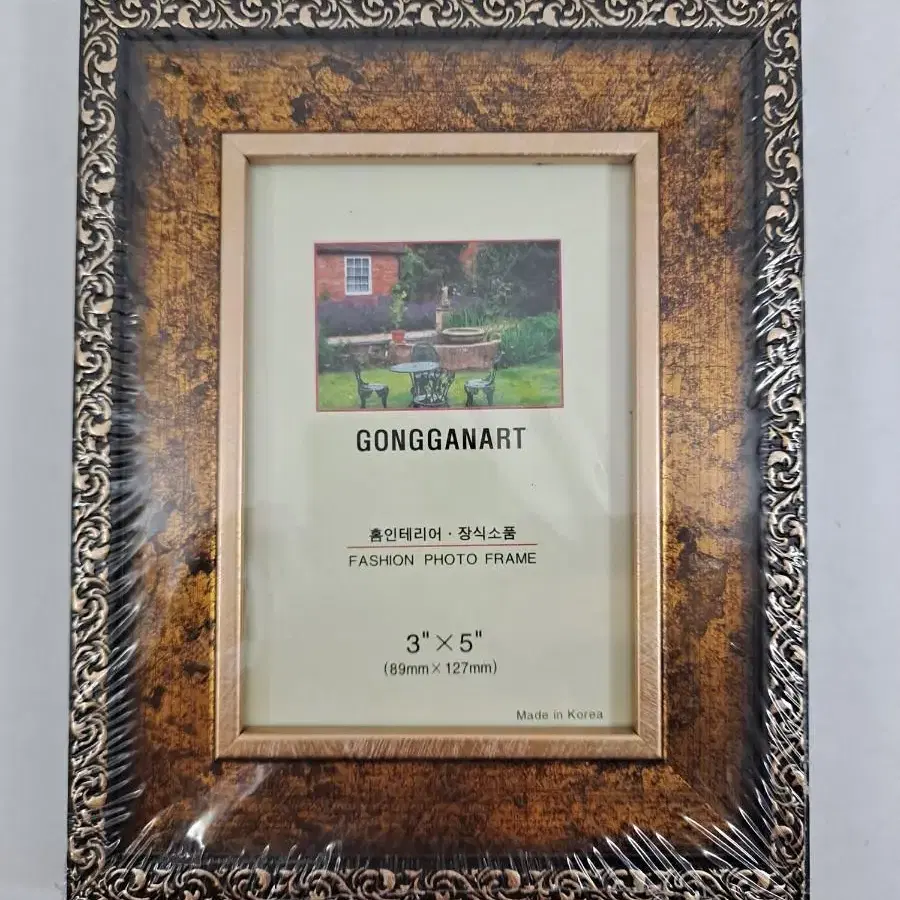 GONGGANART
홈인테리어 · 장식소품
FASHION PHOTO FRAME
3" × 5"
(89mm × 127mm)
Made in Korea